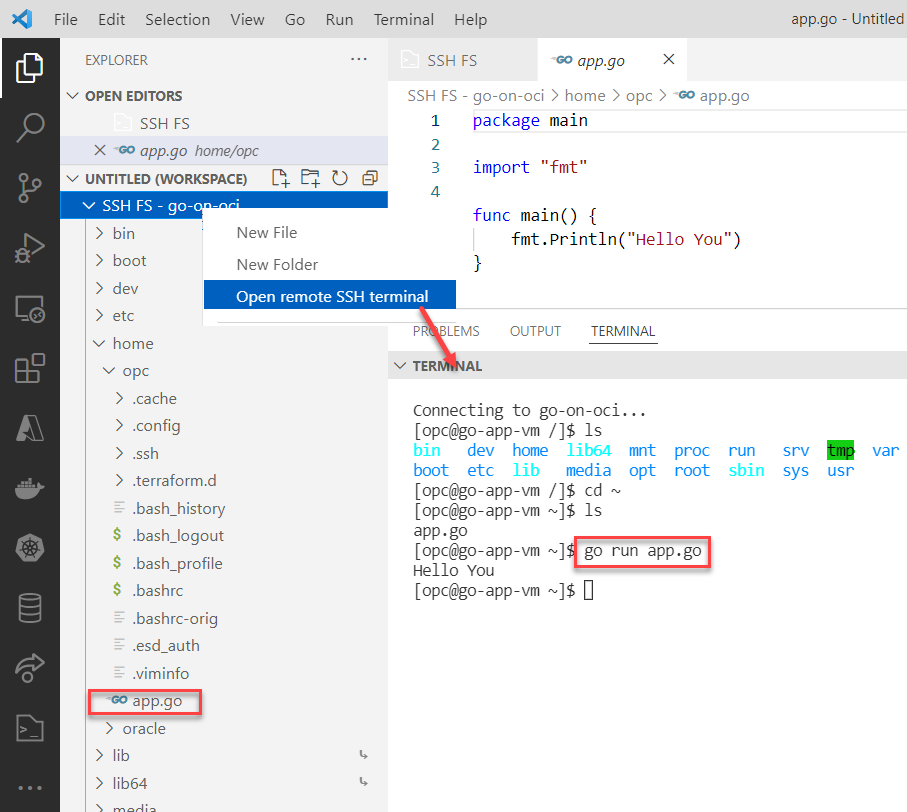 File Edit Selection View Go Run Terminal Help app.go - Untitled
EXPLORER ···
OPEN EDITORS
SSH FS
app.go home/opc
UNTITLED (WORKSPACE)
SSH FS - go-on-oci
bin
boot
dev
etc
home
opc
.cache
.config
.ssh
.terraform.d
.bash_history
$ .bash_logout
$ .bash_profile
$ .bashrc
.bashrc-orig
.esd_auth
.viminfo
GO app.go
oracle
lib
lib64
media
New File
New Folder
Open remote SSH terminal
SSH FS GO app.go
SSH FS - go-on-oci > home > opc > GO app.go
1 package main
2
3 import "fmt"
4
func main() {
fmt.Println("Hello You")
}
PROBLEMS OUTPUT TERMINAL
TERMINAL
Connecting to go-on-oci...
[opc@go-app-vm /]$ ls
bin dev home lib64 mnt proc run srv tmp var
boot etc lib media opt root sbin sys usr
[opc@go-app-vm /]$ cd ~
[opc@go-app-vm ~]$ ls
app.go
[opc@go-app-vm ~]$ go run app.go
Hello You
[opc@go-app-vm ~]$